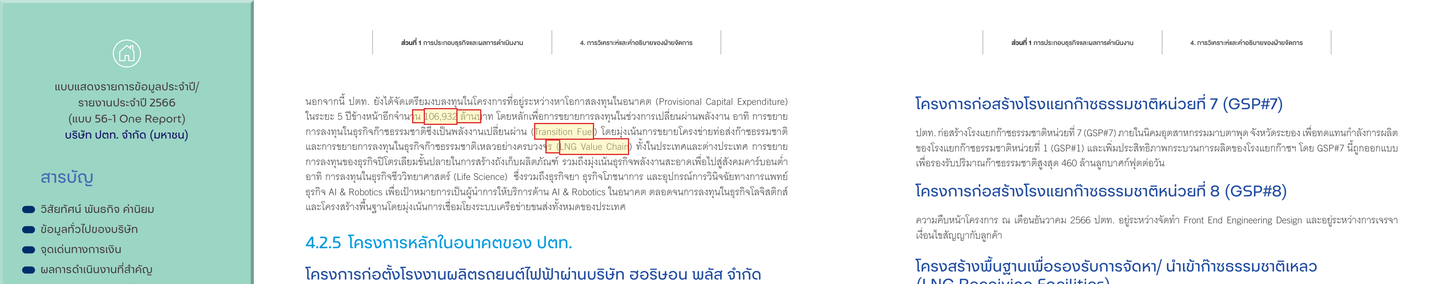 แบบแสดงรายการข้อมูลประจำปี/
รายงานประจำปี 2566
(แบบ 56-1 One Report)
บริษัท ปตท. จำกัด (มหาชน)
สารบัญ
วิสัยทัศน์ พันธกิจ ค่านิยม
ข้อมูลทั่วไปของบริษัท
จุดเด่นทางการเงิน
ผลการดำเนินงานที่สำคัญ
ส่วนที่ 1 การประกอบธุรกิจและผลการดำเนินงาน
4. การวิเคราะห์และคำอธิบายของฝ่ายจัดการ
นอกจากนี้ ปตท. ยังได้จัดเตรียมงบลงทุนในโครงการที่อยู่ระหว่างหาโอกาสลงทุนในอนาคต (Provisional Capital Expenditure)
ในระยะ 5 ปีข้างหน้าอีกจำนวน 106,932 ล้านบาท โดยหลักเพื่อการขยายการลงทุนในช่วงการเปลี่ยนผ่านพลังงาน อาทิ การขยาย
การลงทุนในธุรกิจก๊าซธรรมชาติซึ่งเป็นพลังงานเปลี่ยนผ่าน (Transition Fuel) โดยมุ่งเน้นการขยายโครงข่ายท่อส่งก๊าซธรรมชาติ
และการขยายการลงทุนในธุรกิจก๊าซธรรมชาติเหลวอย่างครบวงจร (LNG Value Chain) ทั้งในประเทศและต่างประเทศ การขยาย
การลงทุนของธุรกิจปิโตรเลียมขั้นปลายในการสร้างถังเก็บผลิตภัณฑ์ รวมถึงมุ่งเน้นธุรกิจพลังงานสะอาดเพื่อไปสู่สังคมคาร์บอนต่ำ
อาทิ การลงทุนในธุรกิจชีววิทยาศาสตร์ (Life Science) ซึ่งรวมถึงธุรกิจยา ธุรกิจโภชนาการ และอุปกรณ์การวินิจฉัยทางการแพทย์
ธุรกิจ AI & Robotics เพื่อเป้าหมายการเป็นผู้นำการให้บริการด้าน AI & Robotics ในอนาคต ตลอดจนการลงทุนในธุรกิจโลจิสติกส์
และโครงสร้างพื้นฐานโดยมุ่งเน้นการเชื่อมโยงระบบเครือข่ายขนส่งทั้งหมดของประเทศ
4.2.5 โครงการหลักในอนาคตของ ปตท.
โครงการก่อตั้งโรงงานผลิตรถยนต์ไฟฟ้าผ่านบริษัท ฮอริษอน พลัส จำกัด
ส่วนที่ 1 การประกอบธุรกิจและผลการดำเนินงาน
4. การวิเคราะห์และคำอธิบายของฝ่ายจัดการ
โครงการก่อสร้างโรงแยกก๊าซธรรมชาติหน่วยที่ 7 (GSP#7)
ปตท. ก่อสร้างโรงแยกก๊าซธรรมชาติหน่วยที่ 7 (GSP#7) ภายในนิคมอุตสาหกรรมมาบตาพุด จังหวัดระยอง เพื่อทดแทนกำลังการผลิต
ของโรงแยกก๊าซธรรมชาติหน่วยที่ 1 (GSP#1) และเพิ่มประสิทธิภาพกระบวนการผลิตของโรงแยกก๊าซฯ โดย GSP#7 นี้ถูกออกแบบ
เพื่อรองรับปริมาณก๊าซธรรมชาติสูงสุด 460 ล้านลูกบาศก์ฟุตต่อวัน
โครงการก่อสร้างโรงแยกก๊าซธรรมชาติหน่วยที่ 8 (GSP#8)
ความคืบหน้าโครงการ ณ เดือนธันวาคม 2566 ปตท. อยู่ระหว่างจัดทำ Front End Engineering Design และอยู่ระหว่างการเจรจา
เงื่อนไขสัญญากับลูกค้า
โครงสร้างพื้นฐานเพื่อรองรับการจัดหา/ นำเข้าก๊าซธรรมชาติเหลว
(LNG Receiving Facilities)